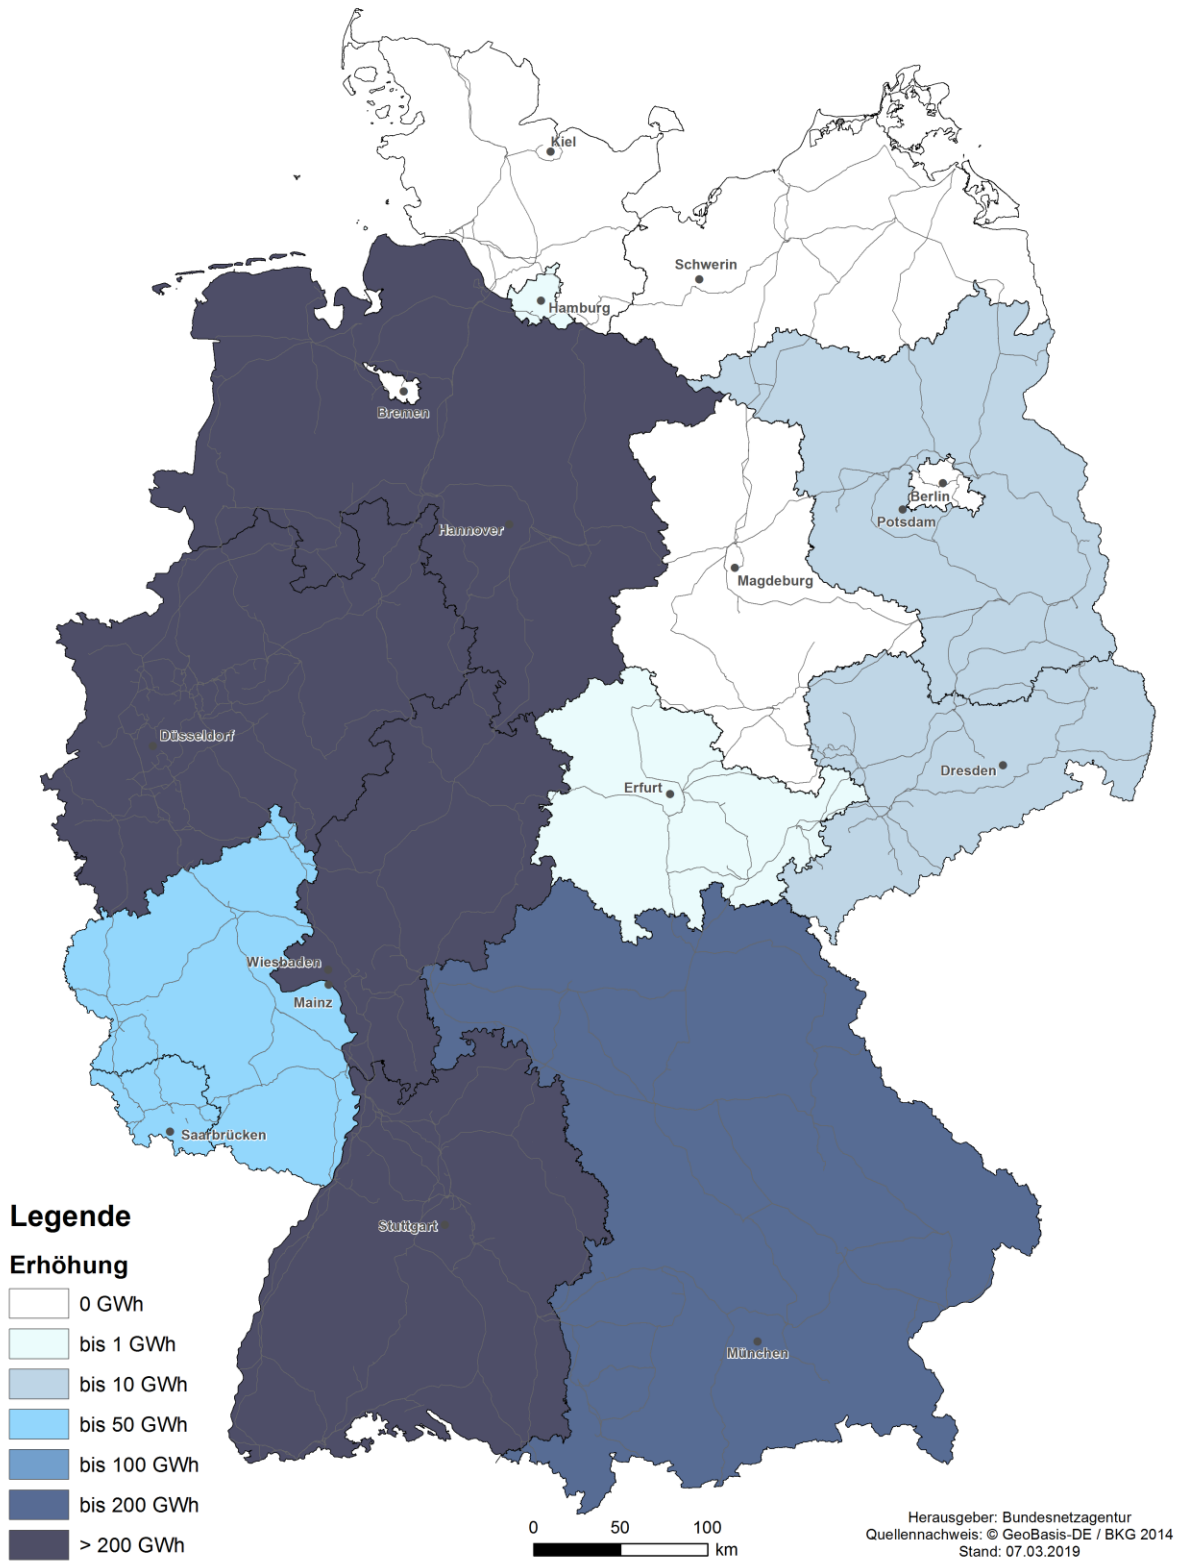 Kiel
Schwerin
Hamburg
Bremen
Berlin
Potsdam
Hannover
Magdeburg
Düsseldorf
Dresden
Erfurt
Wiesbaden
Mainz
Saarbrücken
Stuttgart
München
Legende
Erhöhung
0 GWh
bis 1 GWh
bis 10 GWh
bis 50 GWh
bis 100 GWh
bis 200 GWh
> 200 GWh
0 50 100
km
Herausgeber: Bundesnetzagentur
Quellennachweis: © GeoBasis-DE / BKG 2014
Stand: 07.03.2019